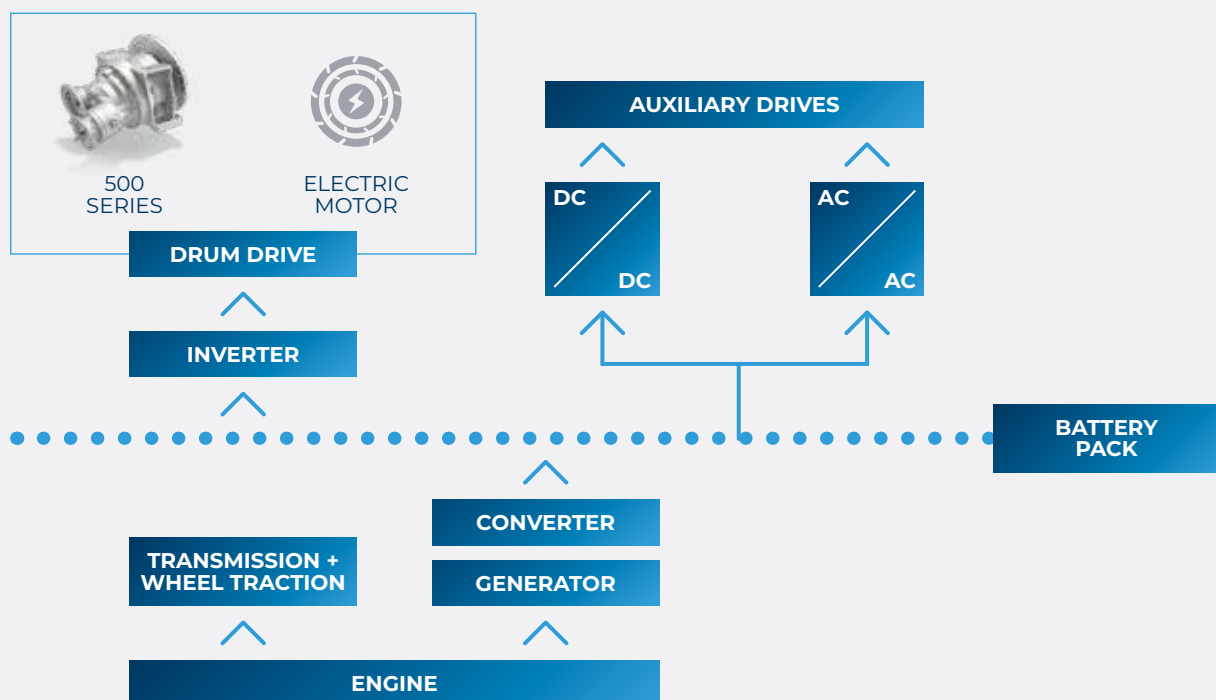 500
SERIES
ELECTRIC
MOTOR
DRUM DRIVE
INVERTER
AUXILIARY DRIVES
DC
DC
AC
AC
BATTERY
PACK
CONVERTER
GENERATOR
TRANSMISSION +
WHEEL TRACTION
ENGINE